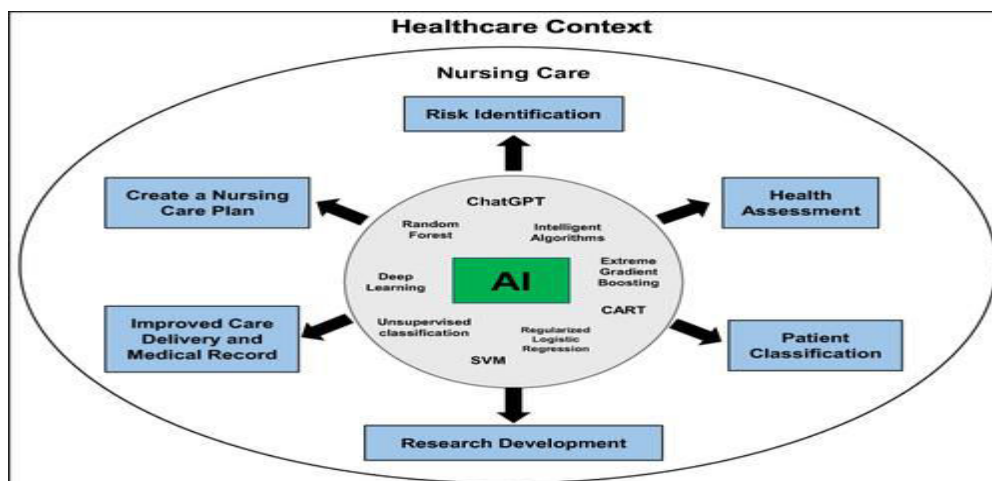 Healthcare Context
Nursing Care
Risk Identification
Create a Nursing
Care Plan
Health
Assessment
ChatGPT
Random
Forest
Intelligent
Algorithms
Deep
Learning
AI
Extreme
Gradient
Boosting
CART
Unsupervised
classification
Regularized
Logistic
Regression
SVM
Improved Care
Delivery and
Medical Record
Patient
Classification
Research Development